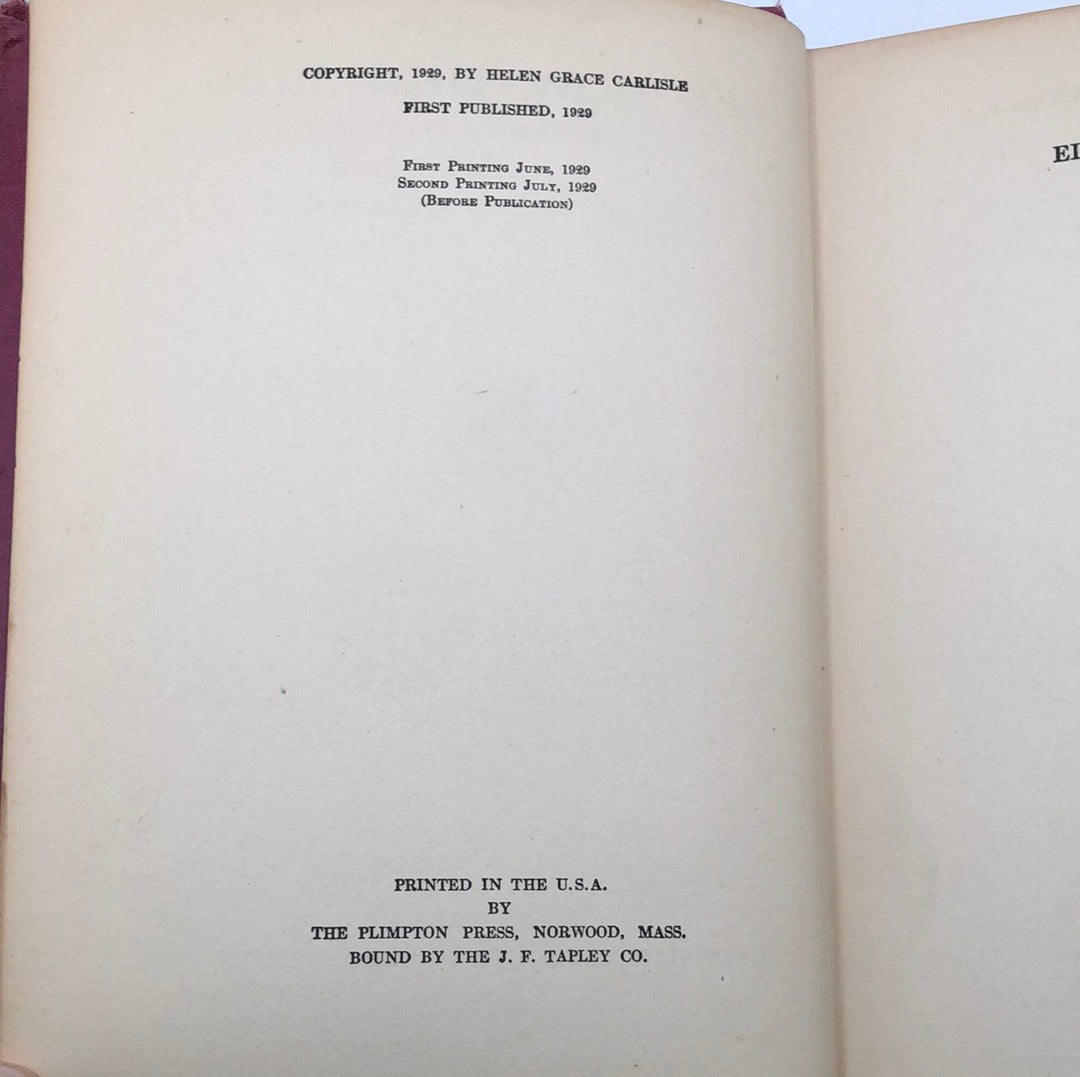 COPYRIGHT, 1929, BY HELEN GRACE CARLISLE
FIRST PUBLISHED, 1929
First Printing June, 1929
Second Printing July, 1929
(Before Publication)
PRINTED IN THE U.S.A.
BY
THE PLIMPTON PRESS, NORWOOD, MASS.
BOUND BY THE J. F. TAPLEY CO.